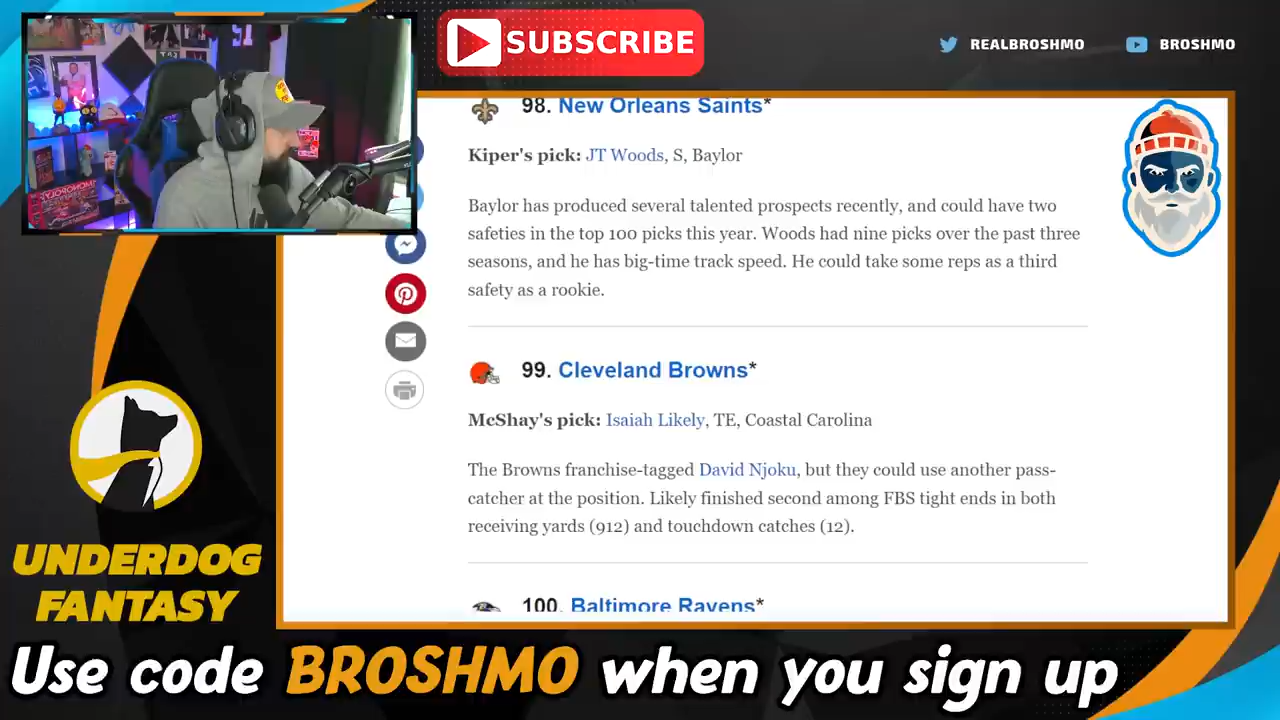 SUBSCRIBE
REALBROSHMO
BROSHMO
98. New Orleans Saints*
Kiper's pick: JT Woods, S, Baylor
Baylor has produced several talented prospects recently, and could have two
safeties in the top 100 picks this year. Woods had nine picks over the past three
seasons, and he has big-time track speed. He could take some reps as a third
safety as a rookie.
99. Cleveland Browns*
McShay's pick: Isaiah Likely, TE, Coastal Carolina
The Browns franchise-tagged David Njoku, but they could use another pass-
catcher at the position. Likely finished second among FBS tight ends in both
receiving yards (912) and touchdown catches (12).
100. Baltimore Ravens*
UNDERDOG
FANTASY
Use code BROSHMO when you sign up